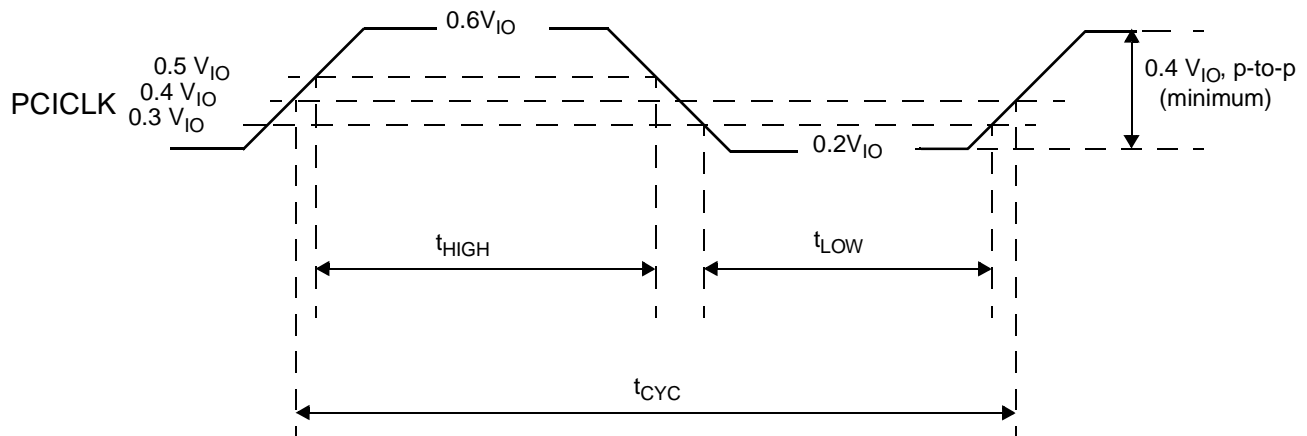 0.6V_IO
0.5 V_IO
0.4 V_IO
0.3 V_IO
PCICLK
0.4 V_IO, p-to-p
(minimum)
0.2V_IO
t_HIGH
t_LOW
t_CYC